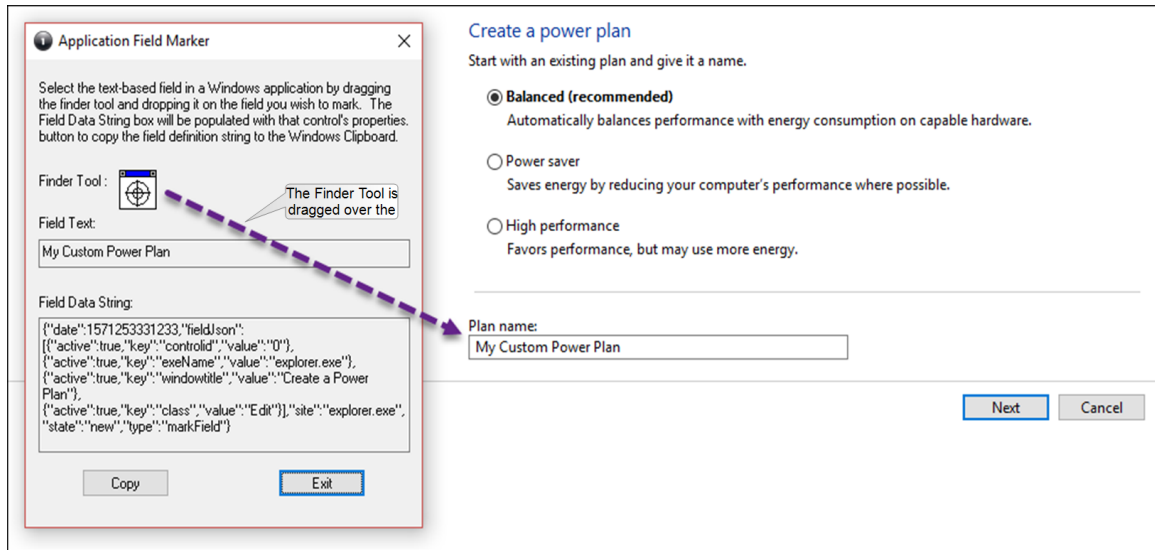 Application Field Marker
Select the text-based field in a Windows application by dragging
the finder tool and dropping it on the field you wish to mark. The
Field Data String box will be populated with that control's properties.
button to copy the field definition string to the Windows Clipboard.
Finder Tool :
The Finder Tool is
dragged over the
Field Text:
My Custom Power Plan
Field Data String:
{"date":1571253331233,"fieldJson":
[{"active":true,"key":"controlid","value":"0"},
{"active":true,"key":"exeName","value":"explorer.exe"},
{"active":true,"key":"windowtitle","value":"Create a Power
Plan"},
{"active":true,"key":"class","value":"Edit"}],"site":"explorer.exe",
"state":"new","type":"markField"}
Copy
Exit
Create a power plan
Start with an existing plan and give it a name.
Balanced (recommended)
Automatically balances performance with energy consumption on capable hardware.
Power saver
Saves energy by reducing your computer's performance where possible.
High performance
Favors performance, but may use more energy.
Plan name:
My Custom Power Plan
Next
Cancel